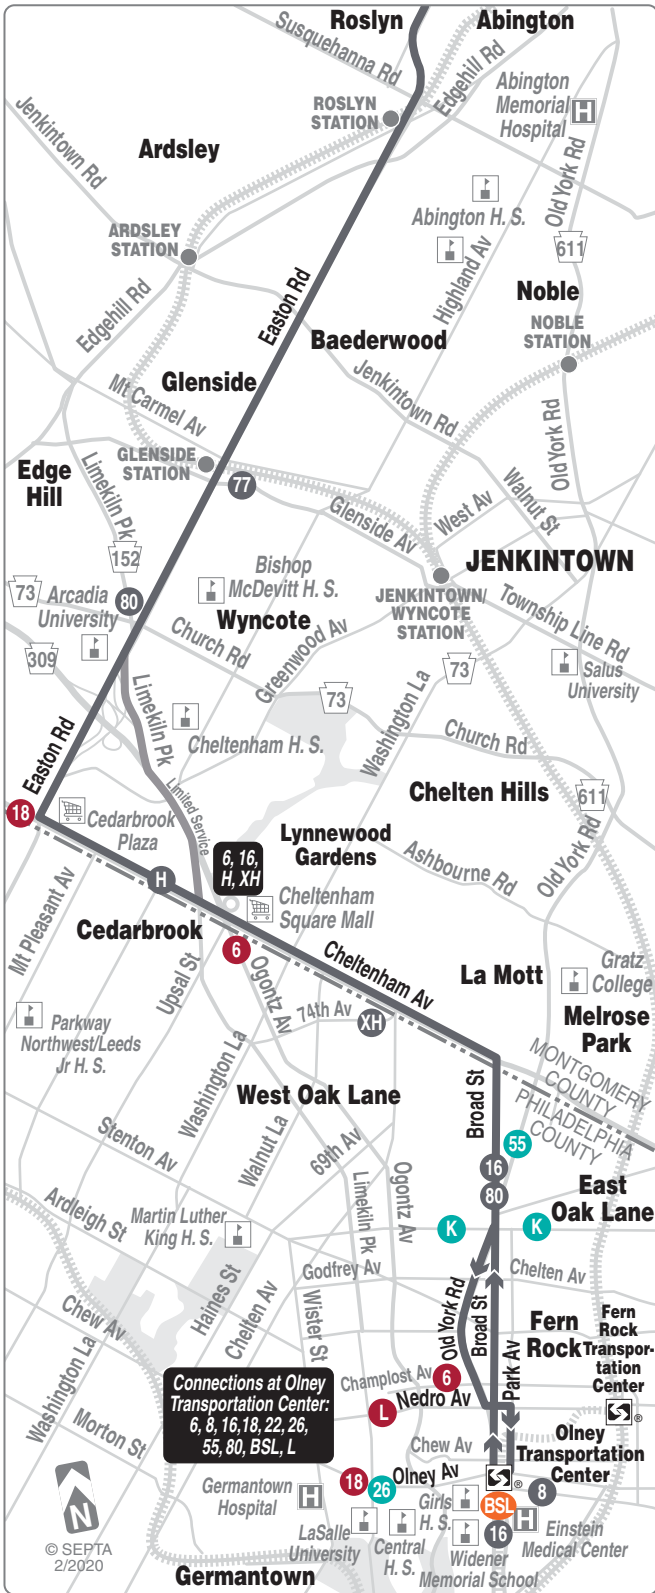 Roslyn
Abington
Susquehanna Rd
Edgehill Rd
ROSLYN
STATION
Abington
Memorial
Hospital
H
Jenkintown Rd
Ardsley
Old York Rd
Abington H. S.
ARDSLEY
STATION
611
Highland Av
Easton Rd
Noble
Edgehill Rd
Baederwood
NOBLE
STATION
Glenside
Jenkintown Rd
Mt Carmel Av
Old York Rd
GLENSIDE
STATION
Edge
Hill
Limekiln Pk
77
Walnut St
West Av
Glenside Av
152
JENKINTOWN
Bishop
McDevitt H. S.
73
Arcadia
University
80
JENKINTOWN/
WYNCOTE
STATION
Wyncote
Township Line Rd
Church Rd
Greenwood Av
309
73
Salus
University
73
Limekiln Pk
Washington La
Cheltenham H. S.
Church Rd
Easton Rd
Chelten Hills
611
Limited Service
18
Cedarbrook
Plaza
Lynnewood
Gardens
Ashbourne Rd
Old York Rd
6, 16,
H, XH
H
Cheltenham
Square Mall
Mt Pleasant Av
Cedarbrook
6
Cheltenham Av
Upsal St
Ogontz Av
La Mott
Gratz
College
74th Av
XH
Melrose
Park
Parkway
Northwest/Leeds
Jr H. S.
MONTGOMERY
COUNTY
PHILADELPHIA
COUNTY
Washington La
West Oak Lane
Broad St
Stenton Av
Walnut La
69th Av
55
16
80
East
Oak Lane
Ardleigh St
Limekiln Pk
Ogontz Av
Martin Luther
King H. S.
K
K
Godfrey Av
Chelten Av
Haines St
Chelten Av
Wister St
Old York Rd
Broad St
Chew Av
Fern
Rock
Fern
Rock
Transpor-
tation
Center
Park Av
Washington La
Champlost Av
6
Connections at Olney
Transportation Center:
6, 8, 16, 18, 22, 26,
55, 80, BSL, L
L
Nedro Av
®
Morton St
Chew Av
Olney
Transportation
Center
Olney Av
®
18
26
8
Germantown
Hospital
H
Girls
H. S.
BSL
H
N
LaSalle
University
Central
H. S.
16
Einstein
Medical Center
Widener
Memorial School
© SEPTA
2/2020
Germantown